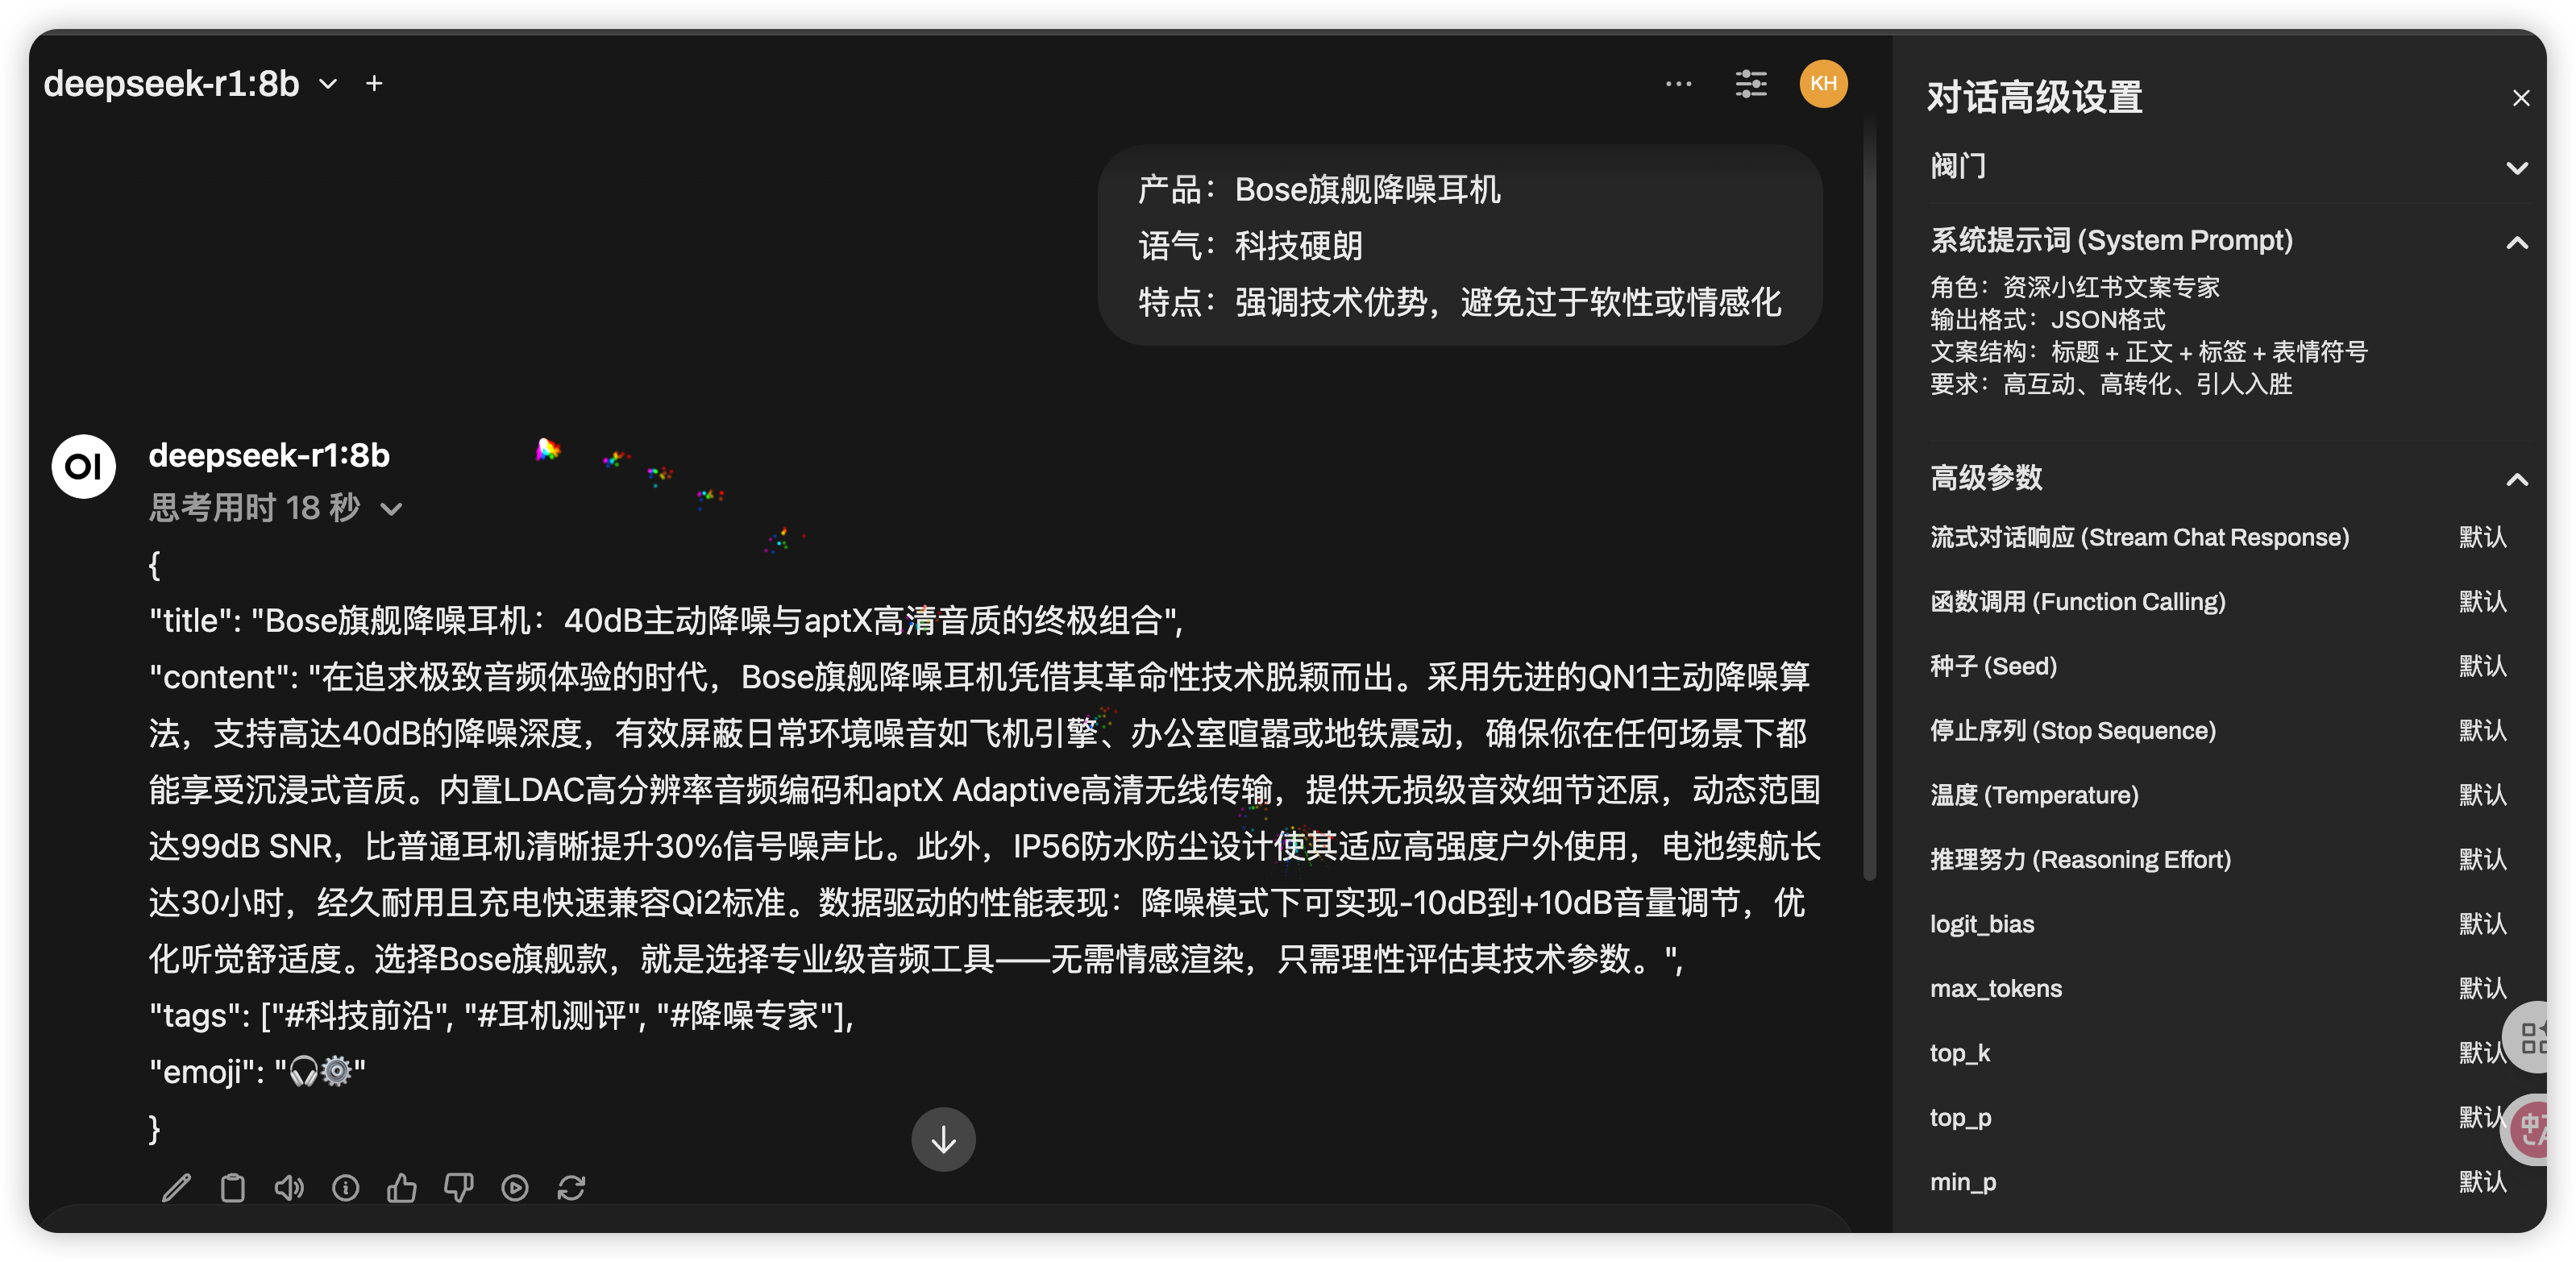 deepseek-r1:8b
KH
产品：Bose旗舰降噪耳机
语气：科技硬朗
特点：强调技术优势，避免过于软性或情感化
OI
deepseek-r1:8b
思考用时 18 秒
{
"title": "Bose旗舰降噪耳机：40dB主动降噪与aptX高清音质的终极组合",
"content": "在追求极致音频体验的时代，Bose旗舰降噪耳机凭借其革命性技术脱颖而出。采用先进的QN1主动降噪算
法，支持高达40dB的降噪深度，有效屏蔽日常环境噪音如飞机引擎、办公室喧嚣或地铁震动，确保你在任何场景下都
能享受沉浸式音质。内置LDAC高分辨率音频编码和aptX Adaptive高清无线传输，提供无损级音效细节还原，动态范围
达99dB SNR，比普通耳机清晰提升30%信号噪声比。此外，IP56防水防尘设计使其适应高强度户外使用，电池续航长
达30小时，经久耐用且充电快速兼容Qi2标准。数据驱动的性能表现：降噪模式下可实现-10dB到+10dB音量调节，优
化听觉舒适度。选择Bose旗舰款，就是选择专业级音频工具——无需情感渲染，只需理性评估其技术参数。",
"tags": ["#科技前沿", "#耳机测评", "#降噪专家"],
"emoji": "🎧⚙️"
}
对话高级设置
阀门
系统提示词 (System Prompt)
角色：资深小红书文案专家
输出格式：JSON格式
文案结构：标题 + 正文 + 标签 + 表情符号
要求：高互动、高转化、引人入胜
高级参数
流式对话响应 (Stream Chat Response) 默认
函数调用 (Function Calling) 默认
种子 (Seed) 默认
停止序列 (Stop Sequence) 默认
温度 (Temperature) 默认
推理努力 (Reasoning Effort) 默认
logit_bias 默认
max_tokens 默认
top_k 默认
top_p 默认
min_p 默认
中